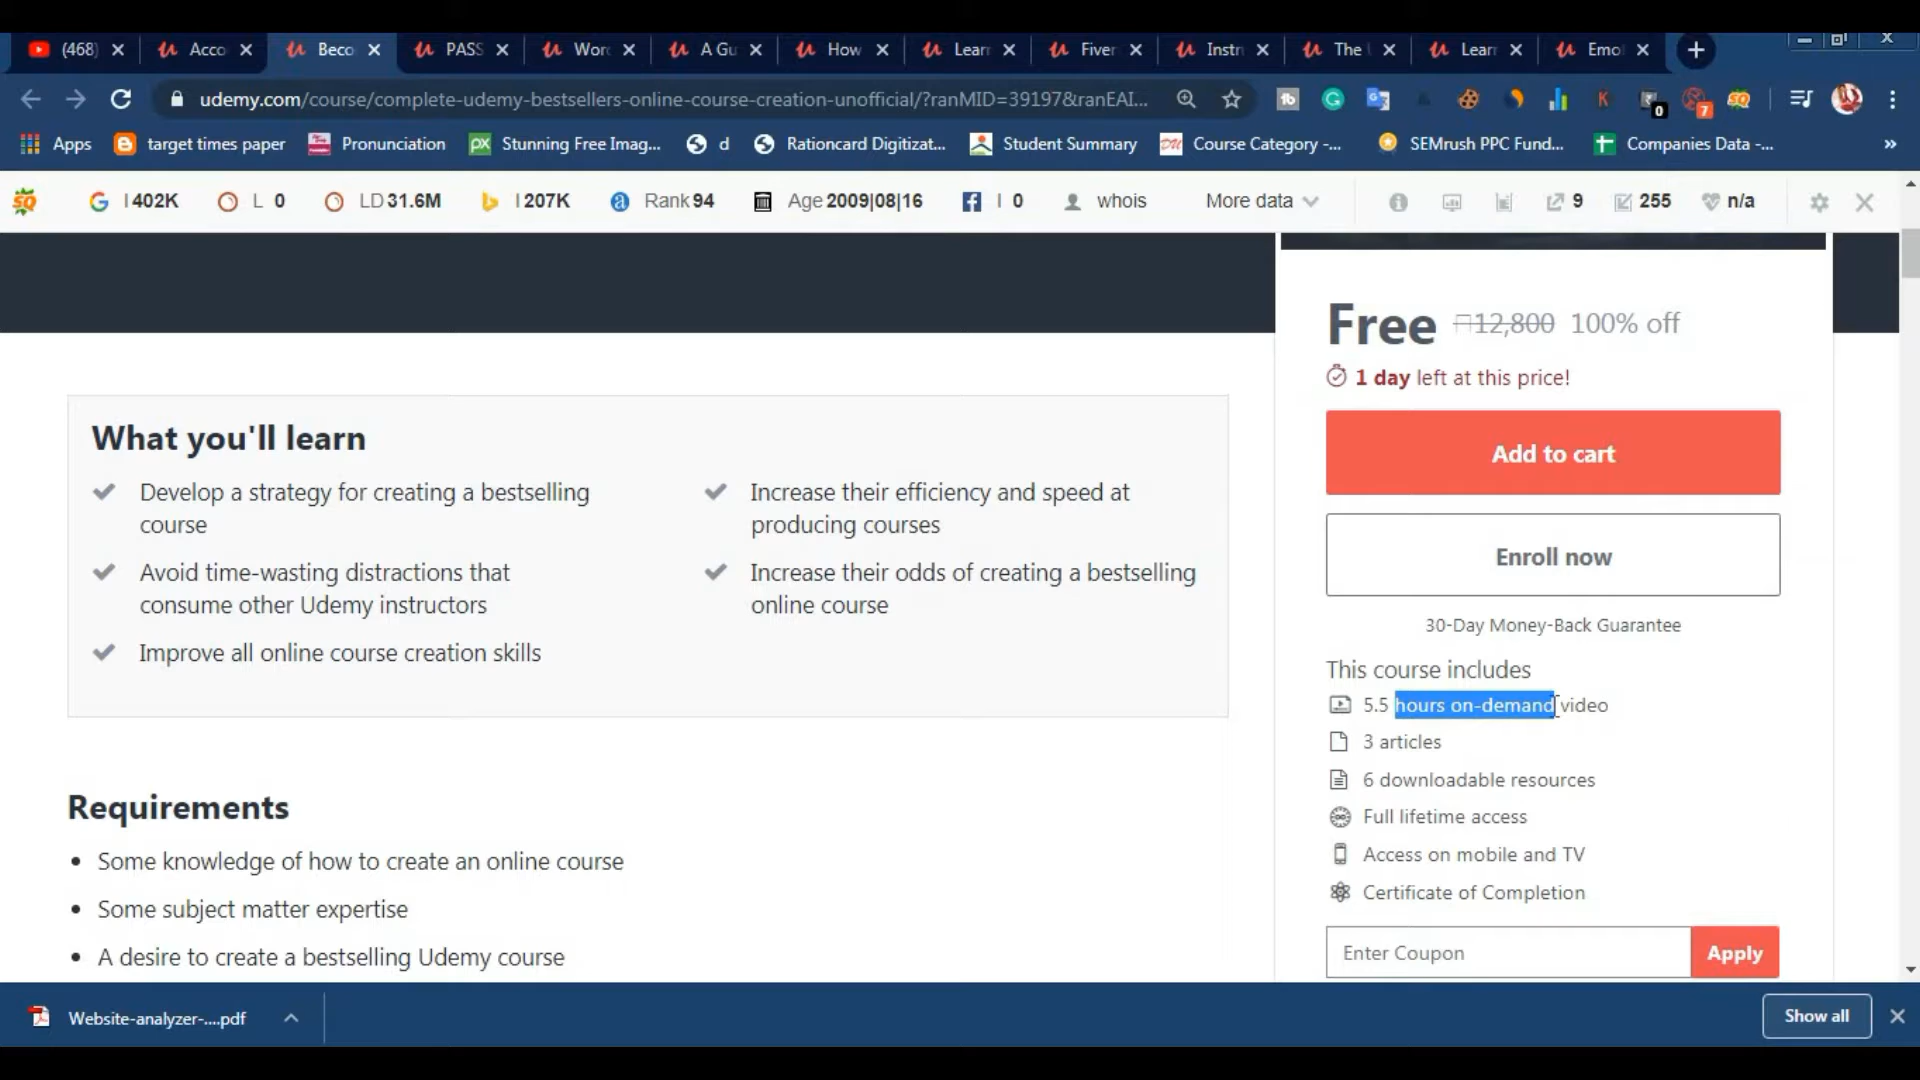 (468)
Acco
Beco
PASS
Word
A Gu
How
Learn
Fiver
Instru
The
Learn
Emo
udemy.com/course/complete-udemy-bestsellers-online-course-creation-unofficial/?ranMID=39197&ranEAI...
0
7
Apps
target times paper
Pronunciation
Stunning Free Imag...
d
Rationcard Digitizat...
Student Summary
Course Category -...
SEMrush PPC Fund...
Companies Data -...
»
SQ
I 402K
L 0
LD 31.6M
I 207K
Rank 94
Age 2009|08|16
I 0
whois
More data
9
255
n/a
Free 12,800 100% off
1 day left at this price!
Add to cart
Enroll now
30-Day Money-Back Guarantee
This course includes
5.5 hours on-demand video
3 articles
6 downloadable resources
Full lifetime access
Access on mobile and TV
Certificate of Completion
Enter Coupon
Apply
What you'll learn
Develop a strategy for creating a bestselling
course
Avoid time-wasting distractions that
consume other Udemy instructors
Improve all online course creation skills
Increase their efficiency and speed at
producing courses
Increase their odds of creating a bestselling
online course
Requirements
Some knowledge of how to create an online course
Some subject matter expertise
A desire to create a bestselling Udemy course
Website-analyzer-....pdf
Show all